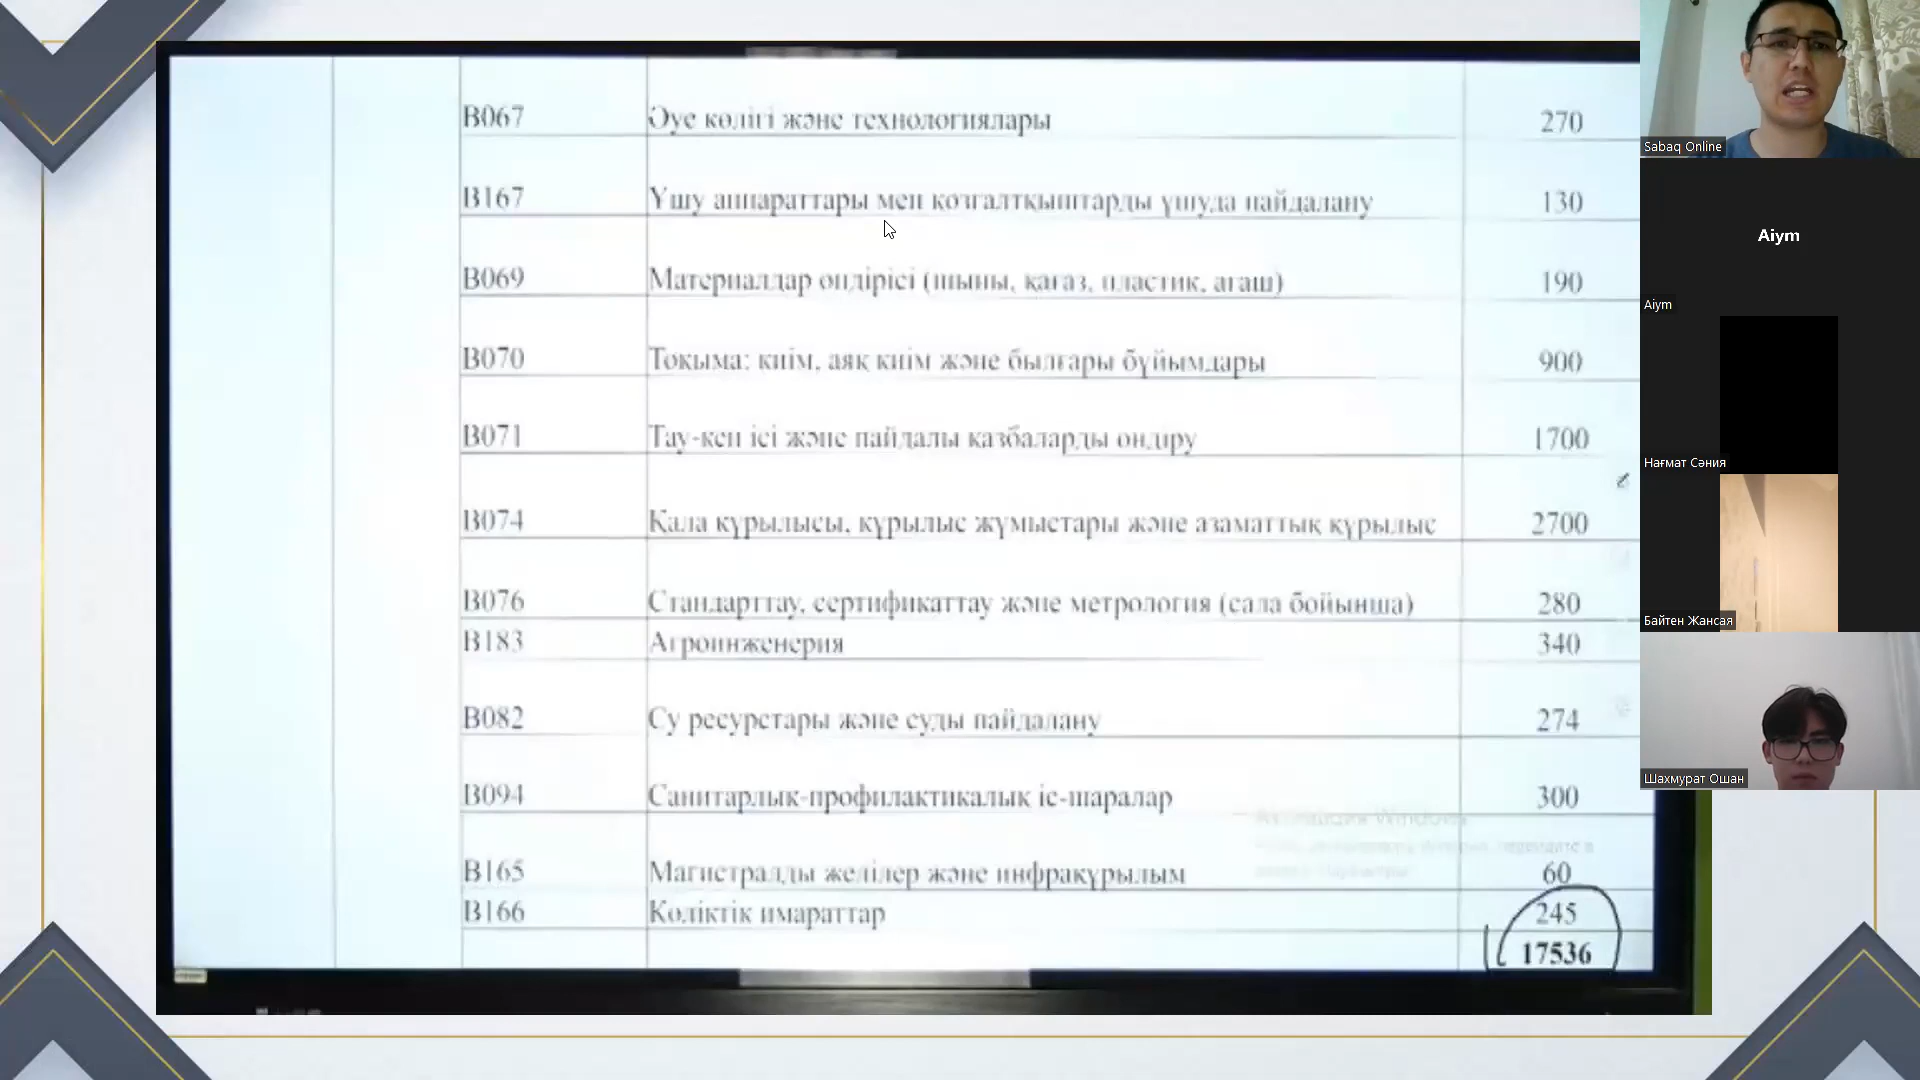 B067 Әуе көлігі және технологиялары 270
B167 Ұшу аппараттары мен қозғалтқыштарды ұшуда пайдалану 130
B069 Материалдар өндірісі (шыны, қағаз, пластик, ағаш) 190
B070 Тоқыма: киім, аяқ киім және былғары бұйымдары 900
B071 Тау-кен ісі және пайдалы қазбаларды өндіру 1700
B074 Қала құрылысы, құрылыс жұмыстары және азаматтық құрылыс 2700
B076 Стандарттау, сертификаттау және метрология (сала бойынша) 280
B183 Агроинженерия 340
B082 Су ресурстары және суды пайдалану 274
B094 Санитарлық-профилактикалық іс-шаралар 300
B165 Магистралды желілер және инфрақұрылым 60
B166 Көліктік имараттар 245
17536
Sabaq Online
Aiym
Aiym
Нағмат Сәния
Байтен Жансая
Шахмурат Ошан